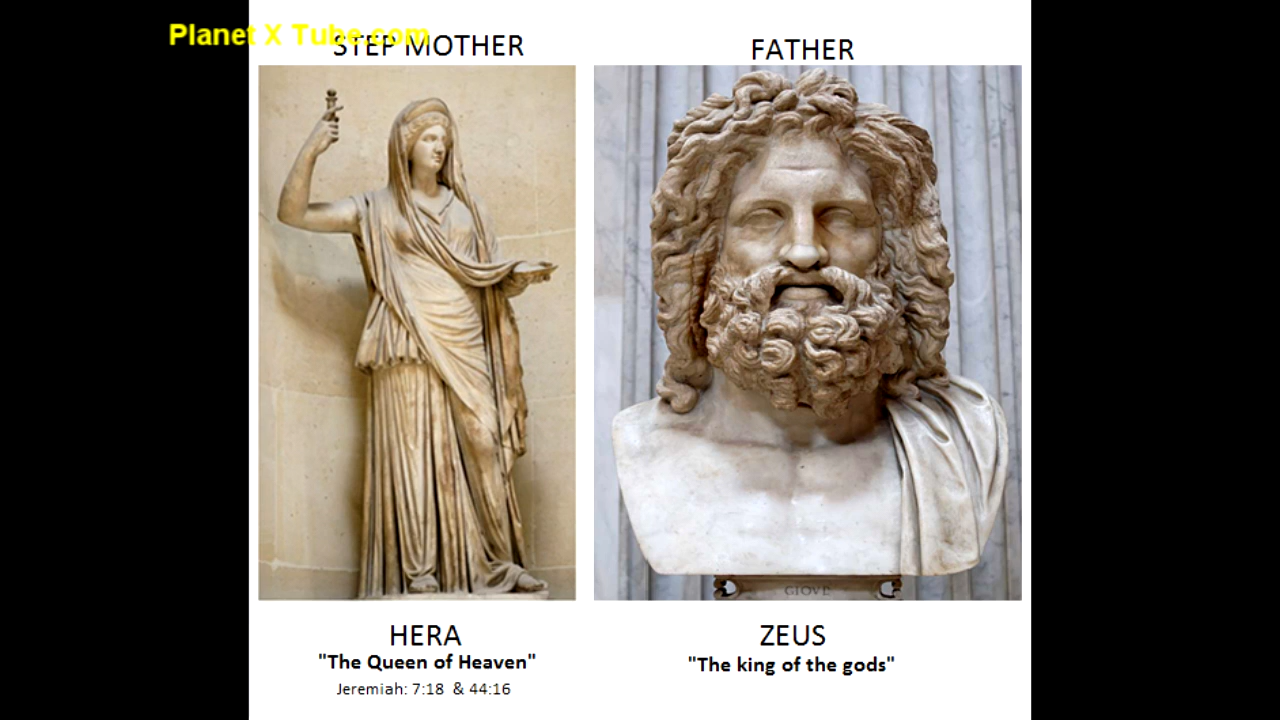 Planet X Tube.com
STEP MOTHER
FATHER
GIOVE
HERA
"The Queen of Heaven"
Jeremiah: 7:18 & 44:16
ZEUS
"The king of the gods"